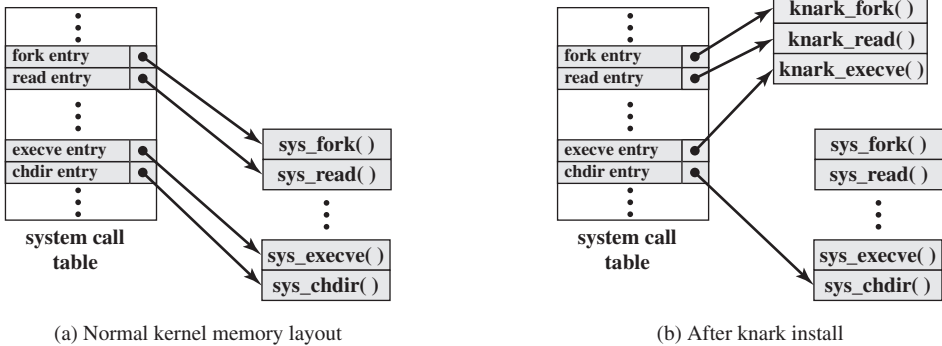 fork entry
read entry
execve entry
chdir entry
system call
table
sys_fork( )
sys_read( )
sys_execve( )
sys_chdir( )
(a) Normal kernel memory layout
fork entry
read entry
execve entry
chdir entry
system call
table
knark_fork( )
knark_read( )
knark_execve( )
sys_fork( )
sys_read( )
sys_execve( )
sys_chdir( )
(b) After knark install